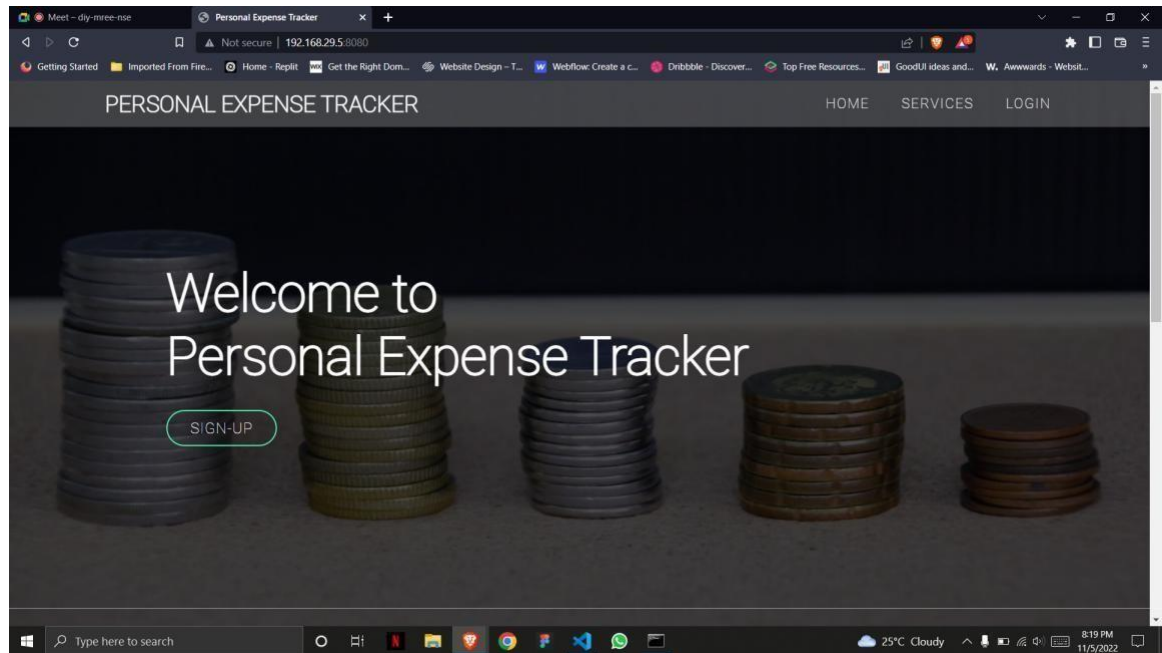 Meet – diy-mree-nse
Personal Expense Tracker
Not secure 192.168.29.5:8080
Getting Started Imported From Fire... Home - Replit Get the Right Dom... Website Design – T... Webflow: Create a c... Dribbble - Discover... Top Free Resources... GoodUI ideas and... W. Awwwards - Websit... »
PERSONAL EXPENSE TRACKER HOME SERVICES LOGIN
Welcome to
Personal Expense Tracker
SIGN-UP
Type here to search 25°C Cloudy 8:19 PM
11/5/2022